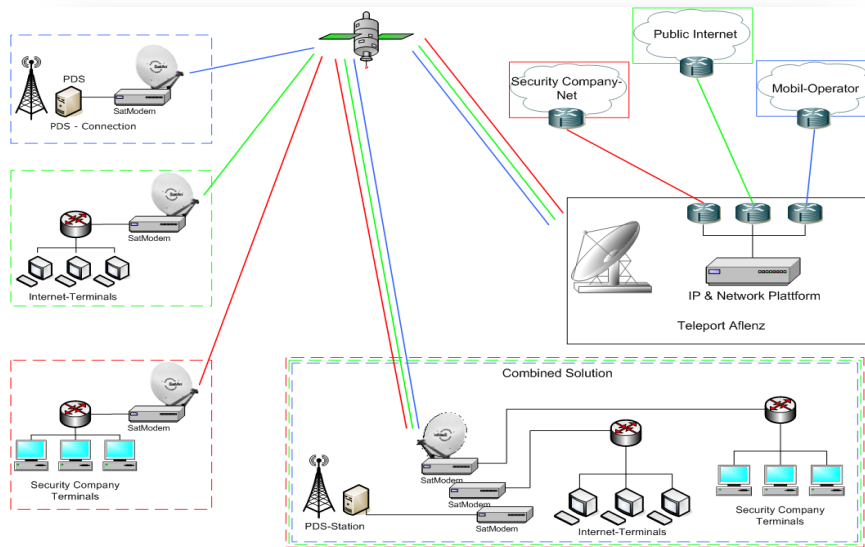 Public Internet
Security Company-
Net
Mobil-Operator
PDS
SatModem
PDS - Connection
SatModem
Internet-Terminals
IP & Network Plattform
Teleport Aflenz
SatModem
Security Company
Terminals
Combined Solution
SatModem
SatModem
SatModem
PDS-Station
Internet-Terminals
Security Company
Terminals